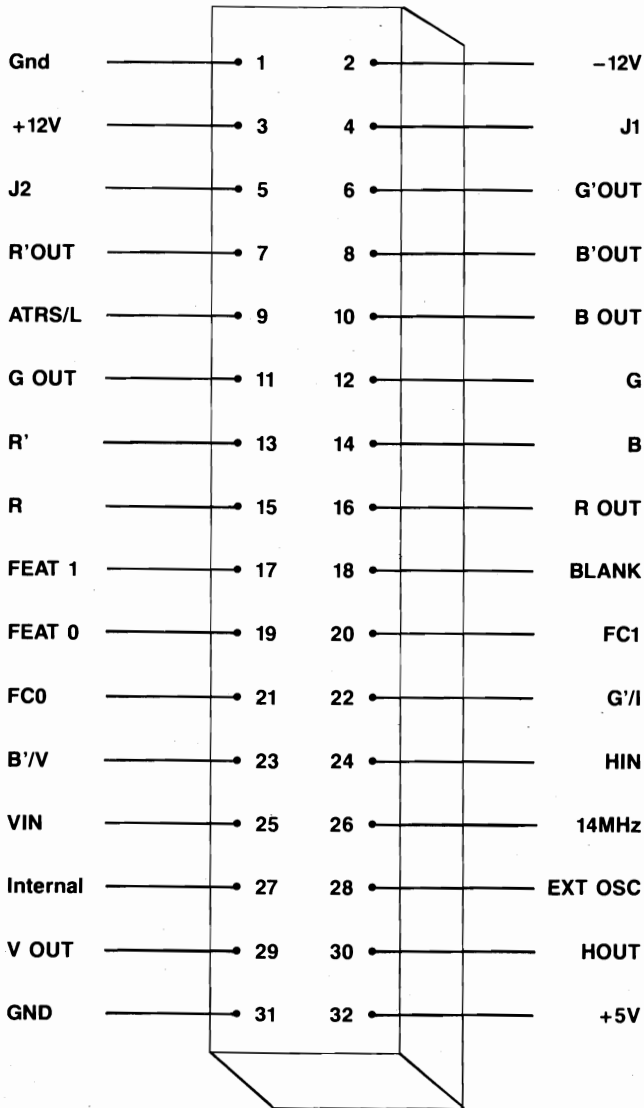 Gnd 1 2 −12V
+12V 3 4 J1
J2 5 6 G'OUT
R'OUT 7 8 B'OUT
ATRS/L 9 10 B OUT
G OUT 11 12 G
R' 13 14 B
R 15 16 R OUT
FEAT 1 17 18 BLANK
FEAT 0 19 20 FC1
FC0 21 22 G'/I
B'/V 23 24 HIN
VIN 25 26 14MHz
Internal 27 28 EXT OSC
V OUT 29 30 HOUT
GND 31 32 +5V